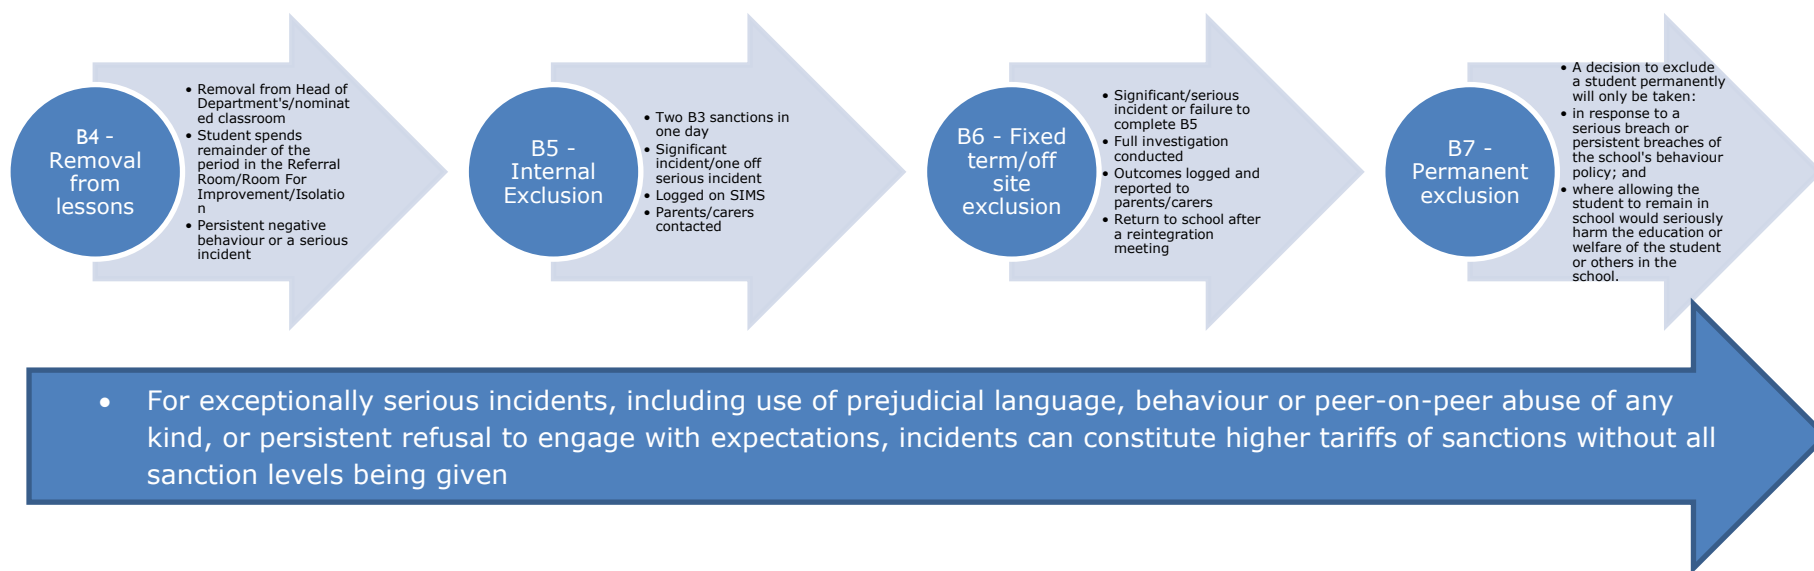 B4 -
Removal
from
lessons
• Removal from Head of
Department's/nominat
ed classroom
• Student spends
remainder of the
period in the Referral
Room/Room For
Improvement/Isolatio
n
• Persistent negative
behaviour or a serious
incident
B5 -
Internal
Exclusion
• Two B3 sanctions in
one day
• Significant
incident/one off
serious incident
• Logged on SIMS
• Parents/carers
contacted
B6 - Fixed
term/off
site
exclusion
• Significant/serious
incident or failure to
complete B5
• Full investigation
conducted
• Outcomes logged and
reported to
parents/carers
• Return to school after
a reintegration
meeting
B7 -
Permanent
exclusion
• A decision to exclude
a student permanently
will only be taken:
• in response to a
serious breach or
persistent breaches of
the school's behaviour
policy; and
• where allowing the
student to remain in
school would seriously
harm the education or
welfare of the student
or others in the
school.
• For exceptionally serious incidents, including use of prejudicial language, behaviour or peer-on-peer abuse of any
kind, or persistent refusal to engage with expectations, incidents can constitute higher tariffs of sanctions without all
sanction levels being given